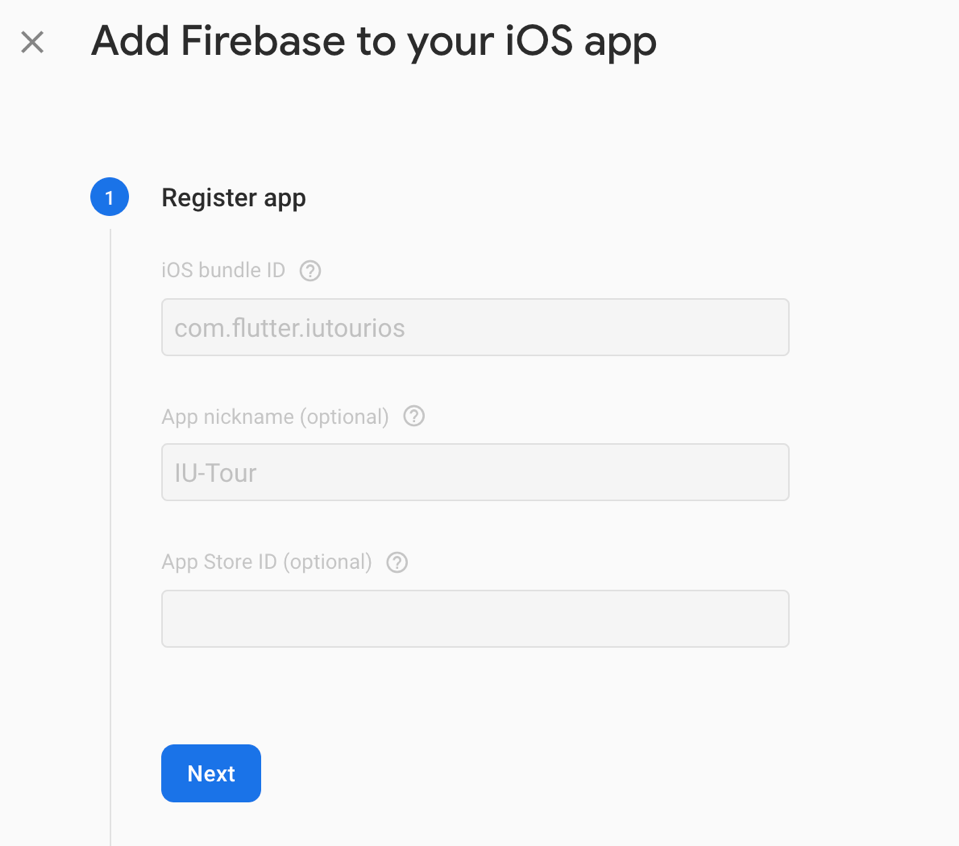 Add Firebase to your iOS app
1
Register app
iOS bundle ID ?
com.flutter.iutourios
App nickname (optional) ?
IU-Tour
App Store ID (optional) ?
Next